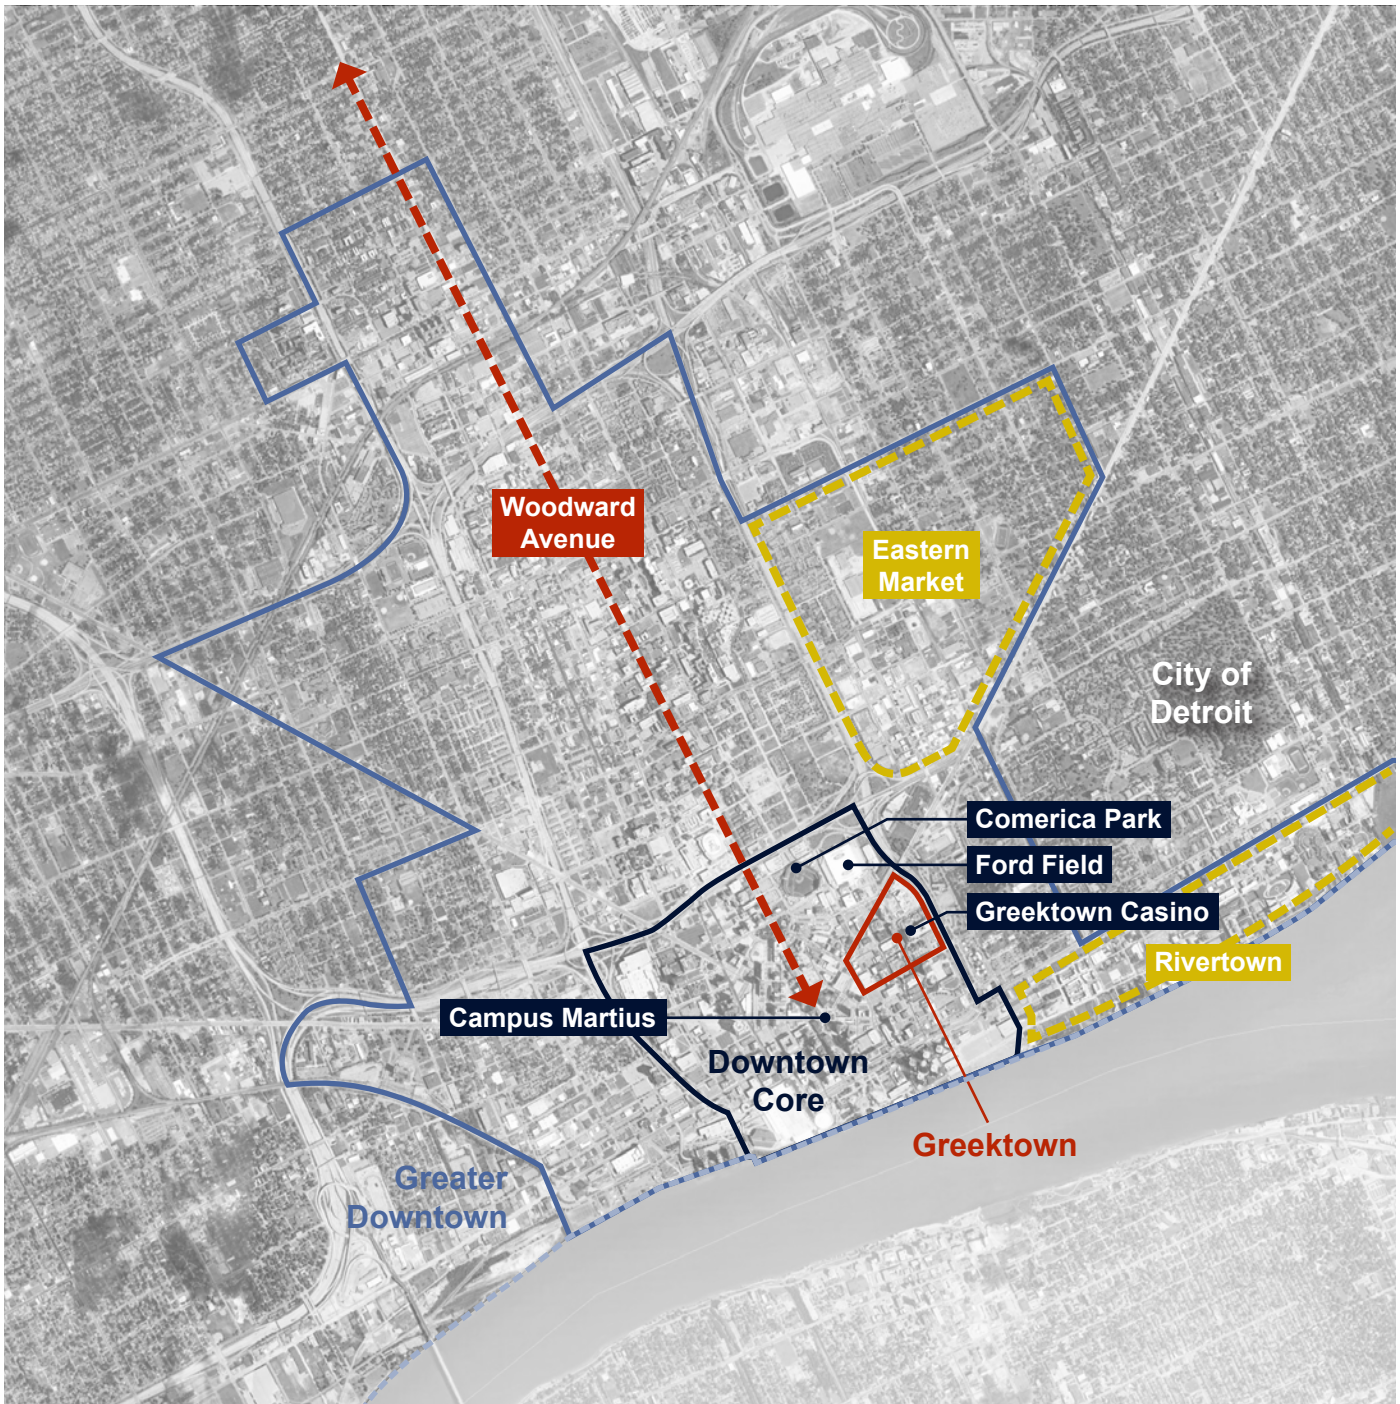 Woodward
Avenue
Eastern
Market
City of
Detroit
Comerica Park
Ford Field
Greektown Casino
Rivertown
Campus Martius
Downtown
Core
Greektown
Greater
Downtown